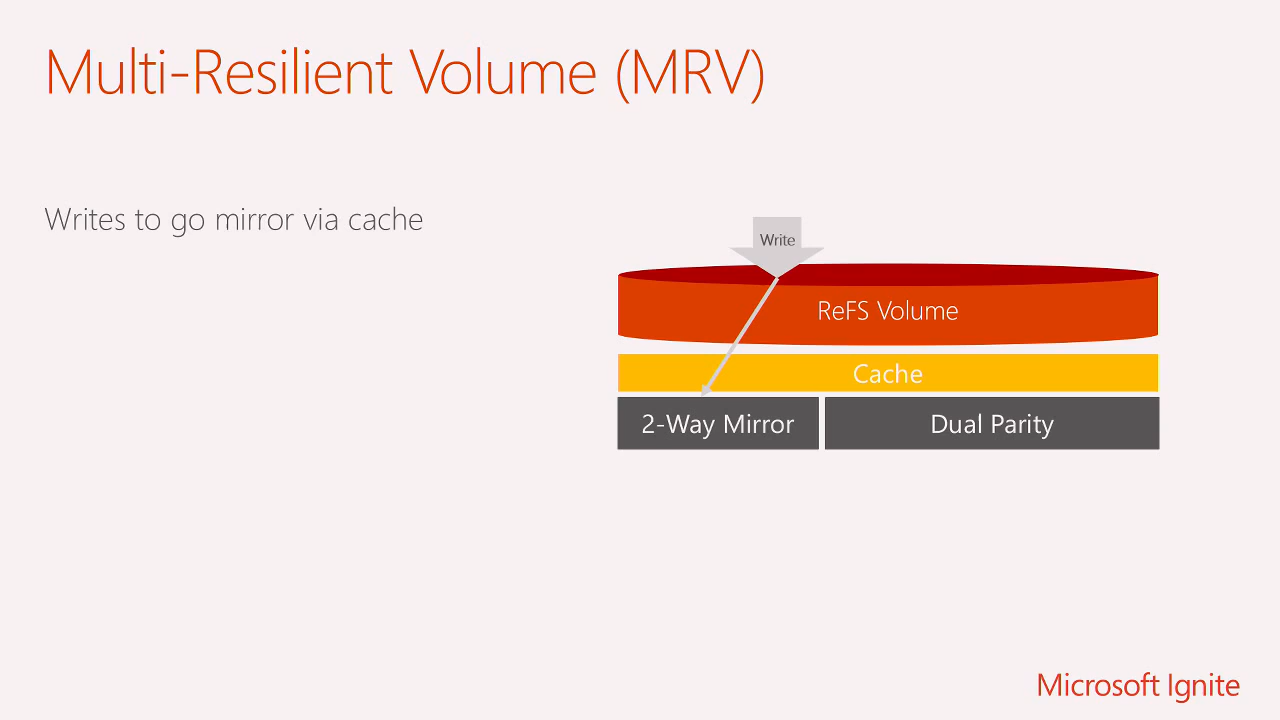 Multi-Resilient Volume (MRV)
Writes to go mirror via cache
Write
ReFS Volume
Cache
2-Way Mirror
Dual Parity
Microsoft Ignite